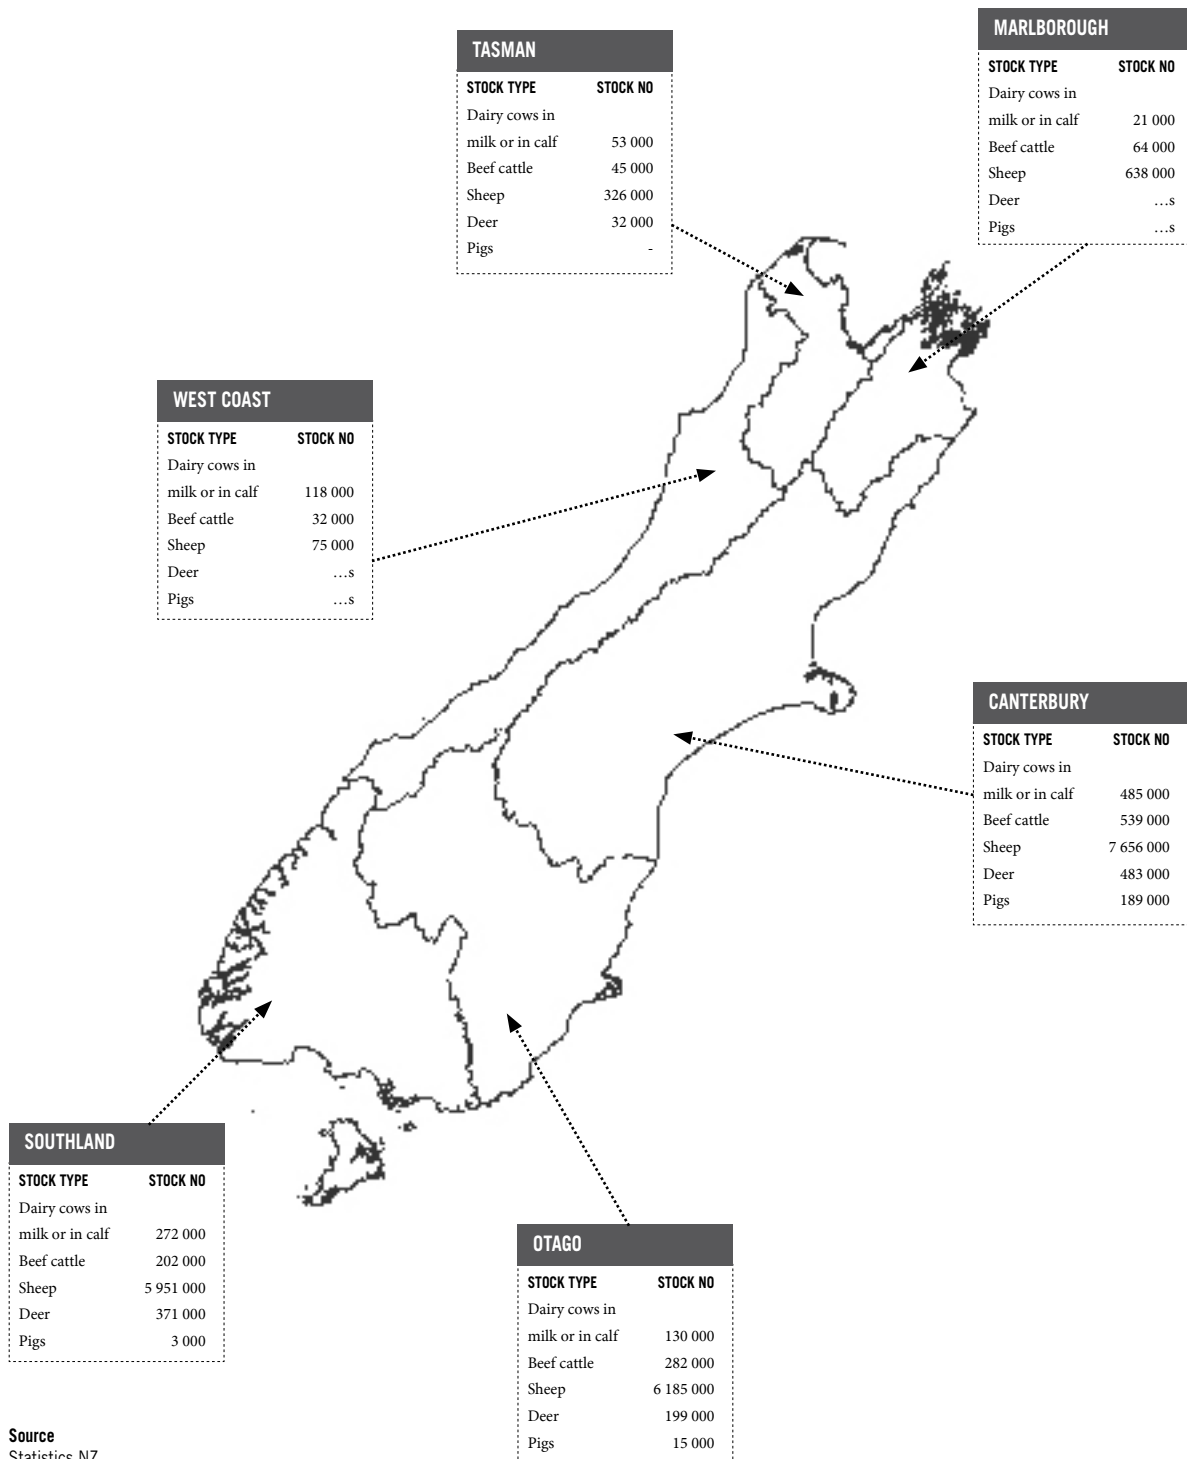 MARLBOROUGH
STOCK TYPE STOCK NO
Dairy cows in
milk or in calf 21 000
Beef cattle 64 000
Sheep 638 000
Deer …s
Pigs …s
TASMAN
STOCK TYPE STOCK NO
Dairy cows in
milk or in calf 53 000
Beef cattle 45 000
Sheep 326 000
Deer 32 000
Pigs -
WEST COAST
STOCK TYPE STOCK NO
Dairy cows in
milk or in calf 118 000
Beef cattle 32 000
Sheep 75 000
Deer …s
Pigs …s
CANTERBURY
STOCK TYPE STOCK NO
Dairy cows in
milk or in calf 485 000
Beef cattle 539 000
Sheep 7 656 000
Deer 483 000
Pigs 189 000
SOUTHLAND
STOCK TYPE STOCK NO
Dairy cows in
milk or in calf 272 000
Beef cattle 202 000
Sheep 5 951 000
Deer 371 000
Pigs 3 000
OTAGO
STOCK TYPE STOCK NO
Dairy cows in
milk or in calf 130 000
Beef cattle 282 000
Sheep 6 185 000
Deer 199 000
Pigs 15 000
Source
Statistics NZ